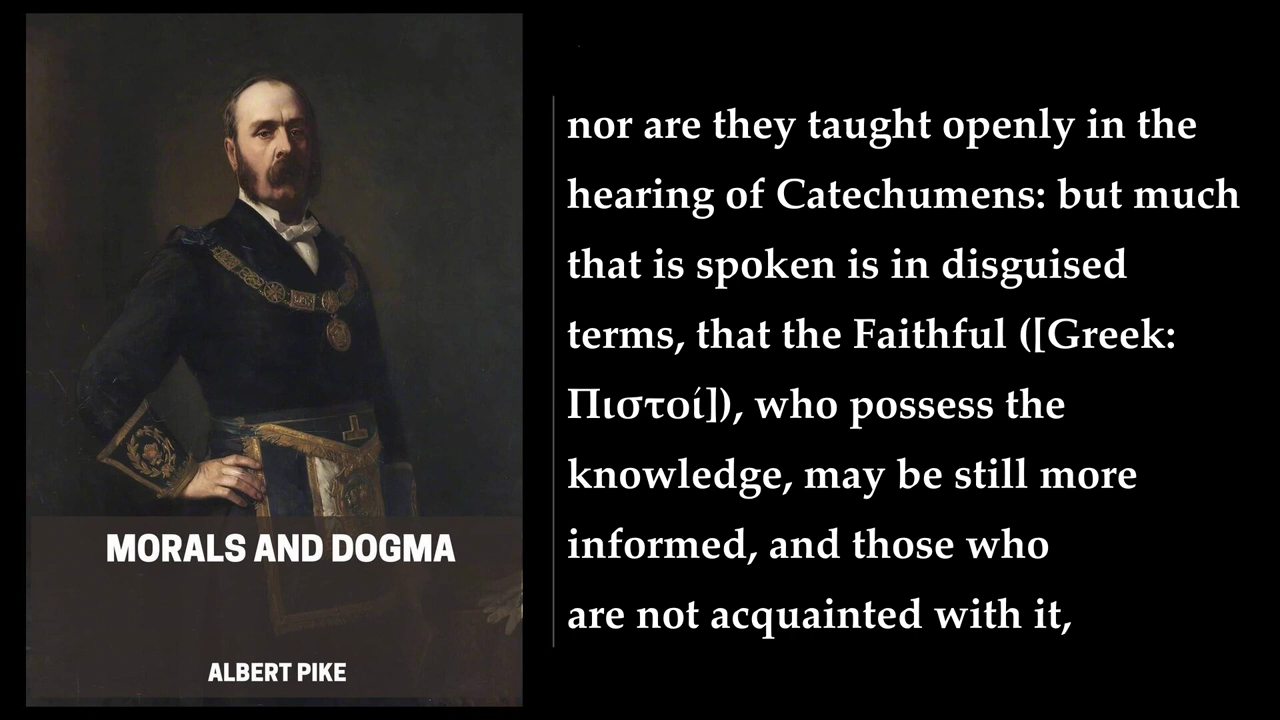 MORALS AND DOGMA
ALBERT PIKE
nor are they taught openly in the
hearing of Catechumens: but much
that is spoken is in disguised
terms, that the Faithful ([Greek:
Πιστοί]), who possess the
knowledge, may be still more
informed, and those who
are not acquainted with it,